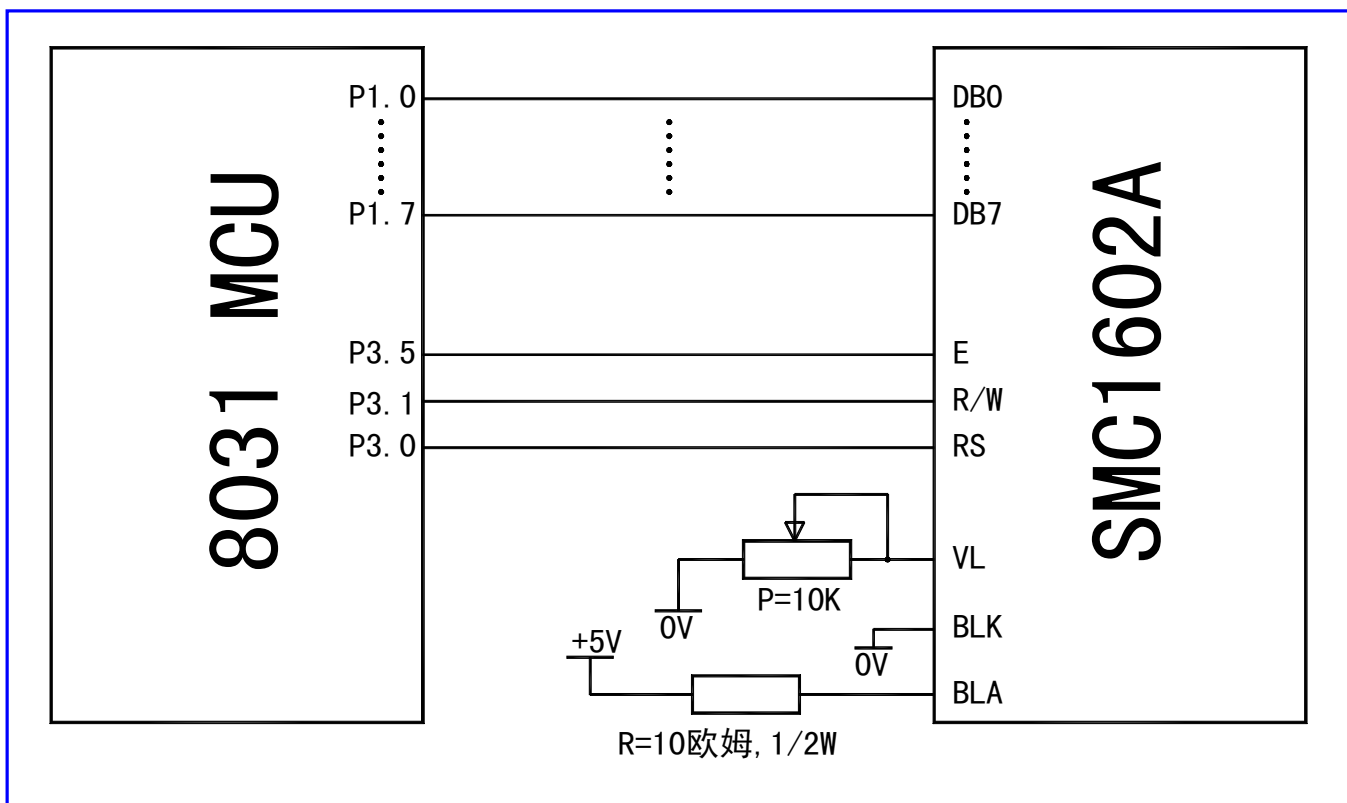 8031 MCU
P1.0
P1.7
P3.5
P3.1
P3.0
DB0
DB7
E
R/W
RS
VL
BLK
BLA
SMC1602A
P=10K
0V
0V
+5V
R=10欧姆,1/2W